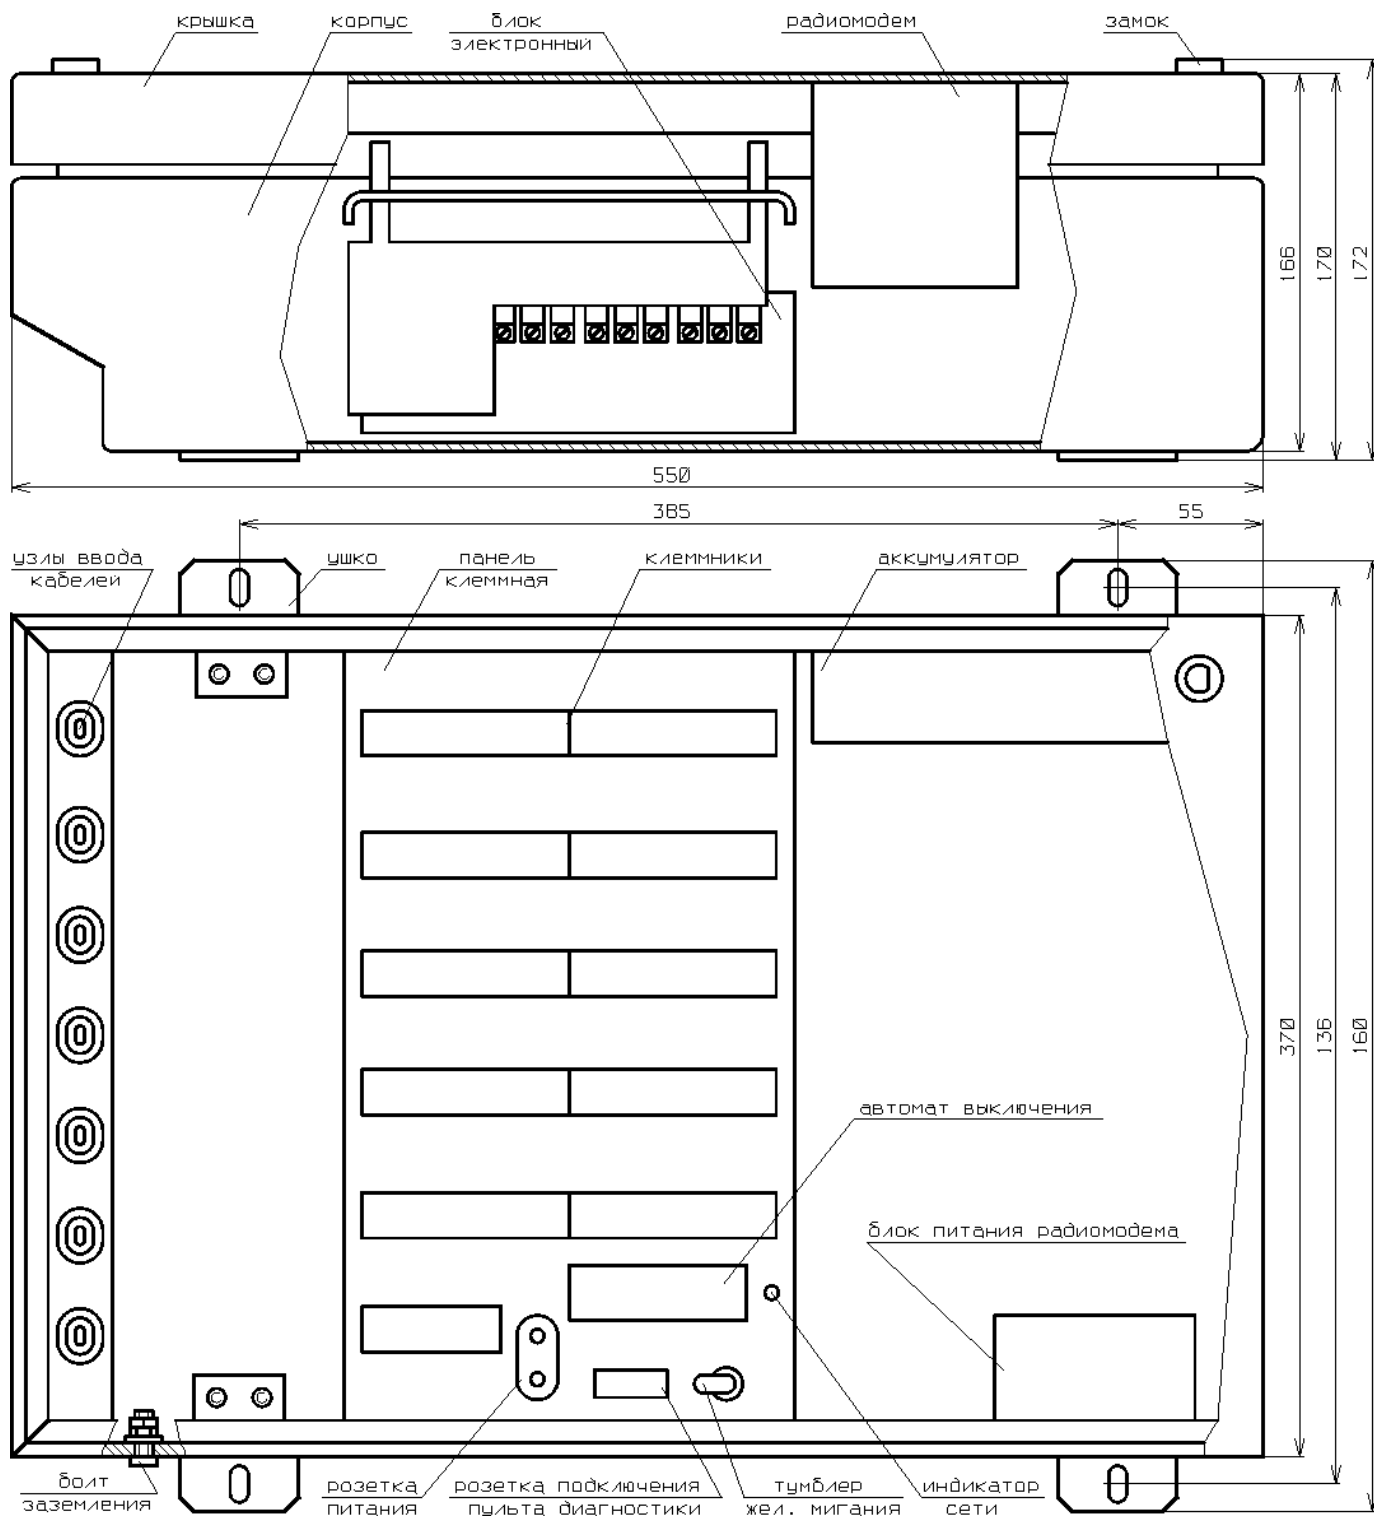 крышка
корпус
блок
электронный
радиомодем
замок
166
170
172
550
385
55
узлы ввода
кабелей
ушко
панель
клеммная
клеммники
аккумулятор
370
136
160
автомат выключения
блок питания радиомодема
болт
заземления
розетка
питания
розетка подключения
пульта диагностики
тумблер
жел. мигания
индикатор
сети